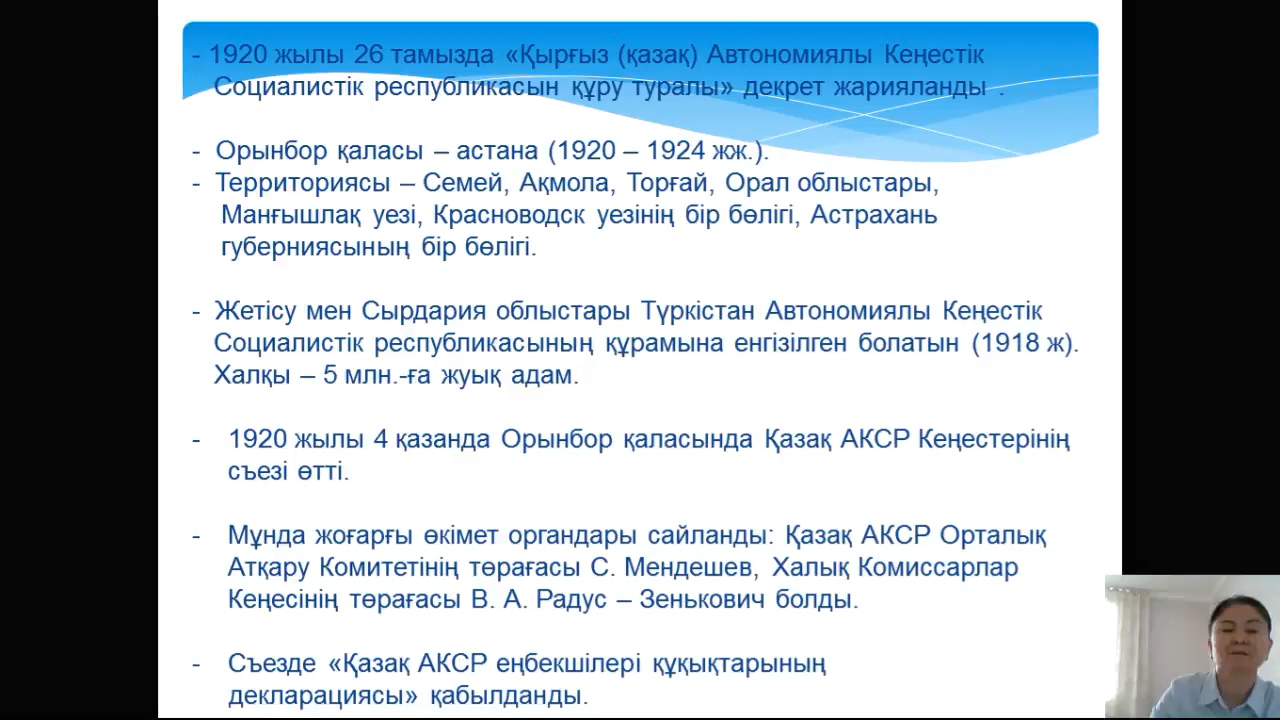 - 1920 жылы 26 тамызда «Қырғыз (қазақ) Автономиялы Кеңестік
Социалистік республикасын құру туралы» декрет жарияланды .
- Орынбор қаласы – астана (1920 – 1924 жж.).
- Территориясы – Семей, Ақмола, Торғай, Орал облыстары,
Манғышлақ уезі, Красноводск уезінің бір бөлігі, Астрахань
губерниясының бір бөлігі.
- Жетісу мен Сырдария облыстары Түркістан Автономиялы Кеңестік
Социалистік республикасының құрамына енгізілген болатын (1918 ж).
Халқы – 5 млн.-ға жуық адам.
- 1920 жылы 4 қазанда Орынбор қаласында Қазақ АКСР Кеңестерінің
съезі өтті.
- Мұнда жоғарғы өкімет органдары сайланды: Қазақ АКСР Орталық
Атқару Комитетінің төрағасы С. Мендешев, Халық Комиссарлар
Кеңесінің төрағасы В. А. Радус – Зенькович болды.
- Съезде «Қазақ АКСР еңбекшілері құқықтарының
декларациясы» қабылданды.